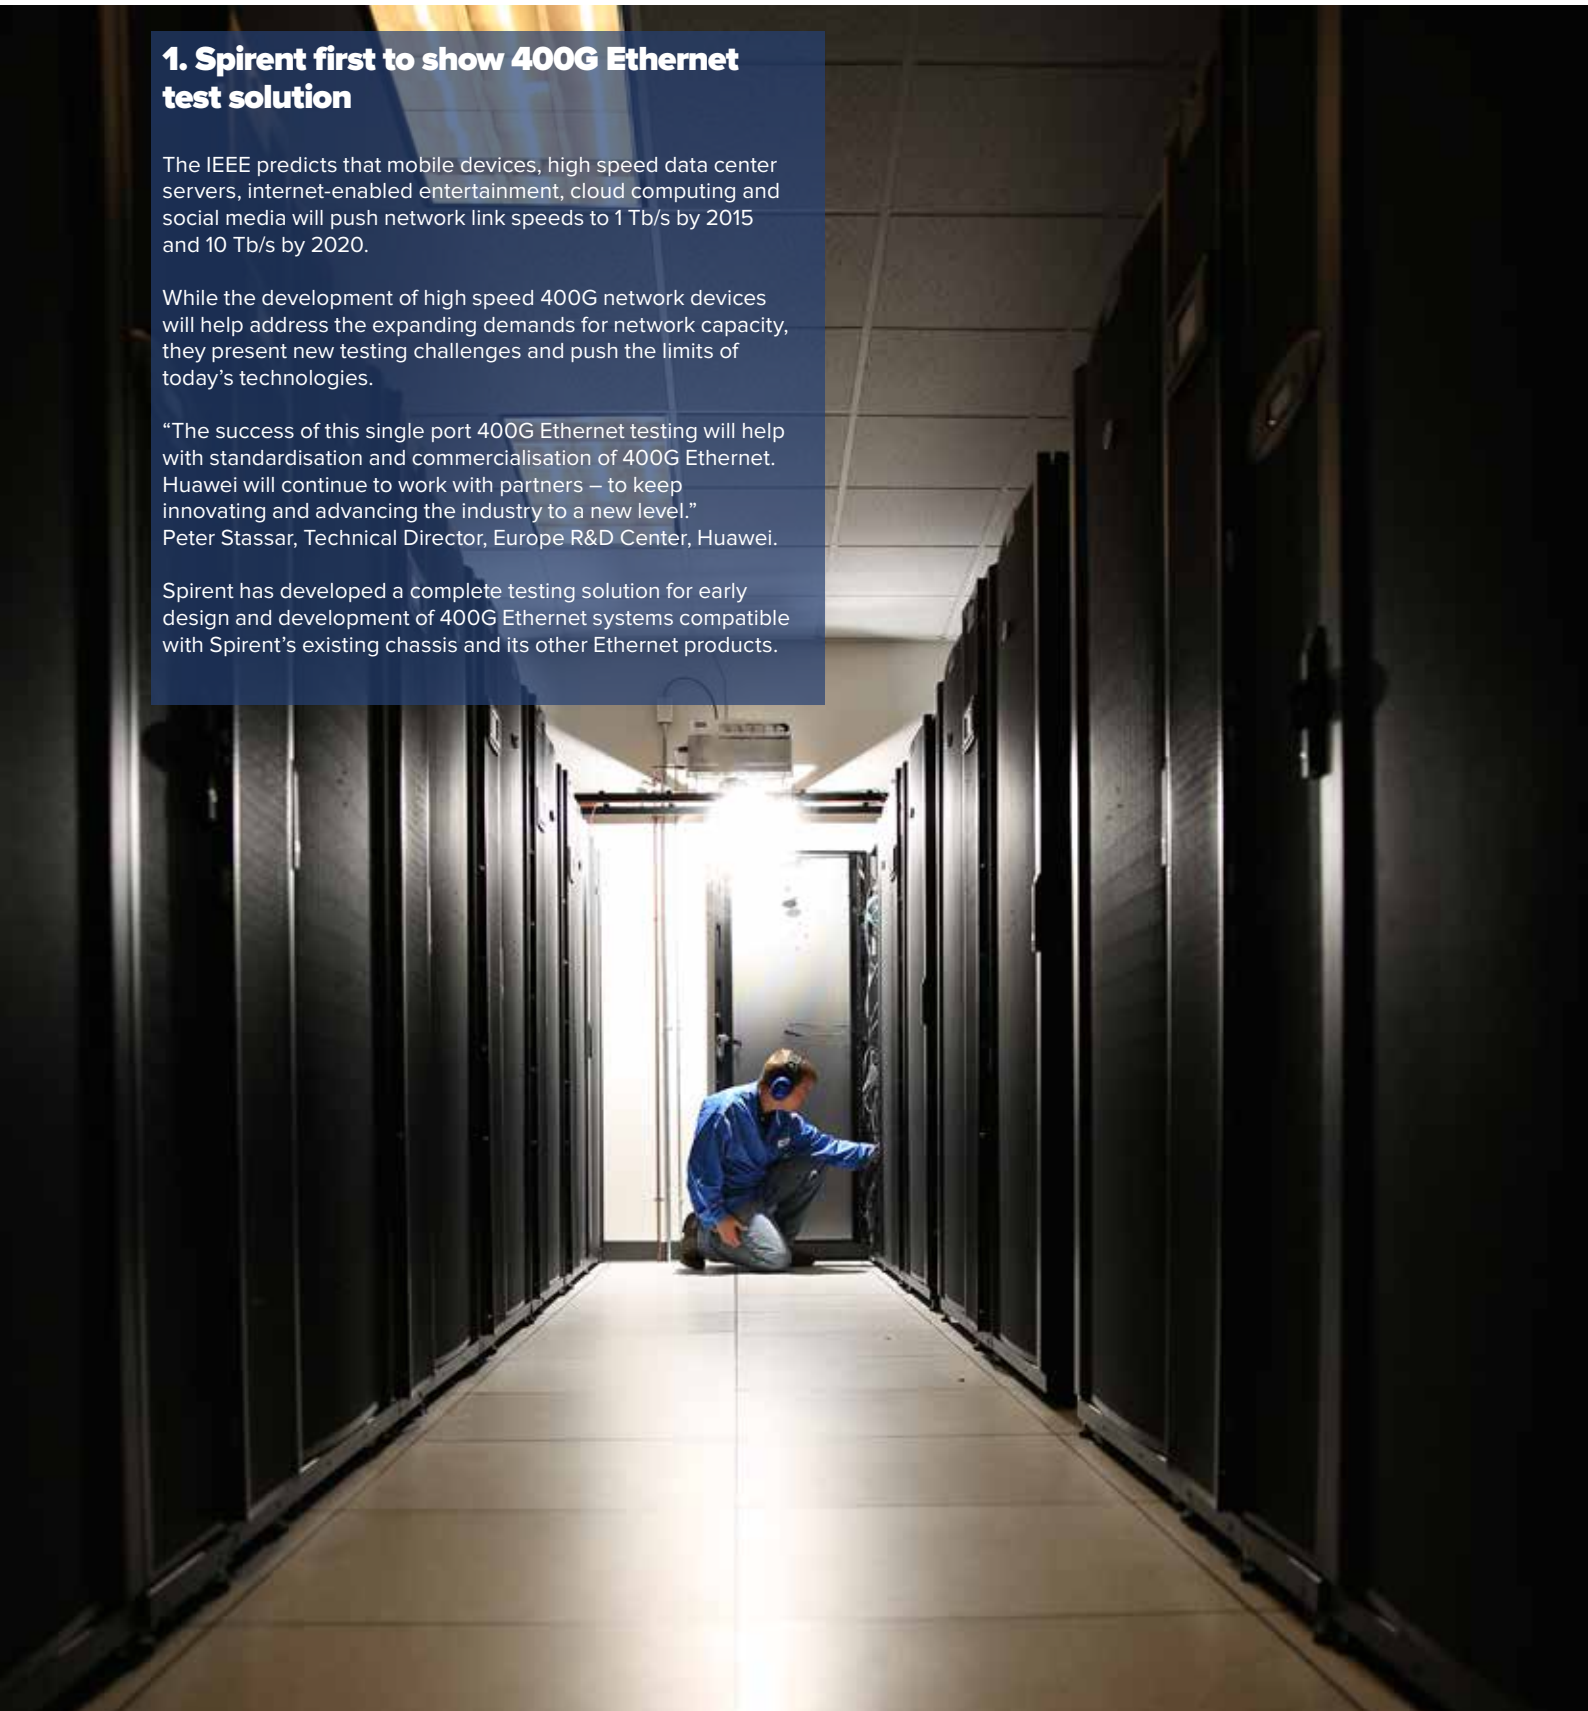 1. Spirent first to show 400G Ethernet
test solution
The IEEE predicts that mobile devices, high speed data center
servers, internet-enabled entertainment, cloud computing and
social media will push network link speeds to 1 Tb/s by 2015
and 10 Tb/s by 2020.
While the development of high speed 400G network devices
will help address the expanding demands for network capacity,
they present new testing challenges and push the limits of
today’s technologies.
“The success of this single port 400G Ethernet testing will help
with standardisation and commercialisation of 400G Ethernet.
Huawei will continue to work with partners – to keep
innovating and advancing the industry to a new level.”
Peter Stassar, Technical Director, Europe R&D Center, Huawei.
Spirent has developed a complete testing solution for early
design and development of 400G Ethernet systems compatible
with Spirent’s existing chassis and its other Ethernet products.